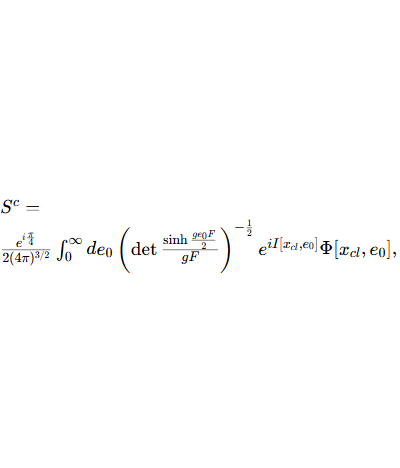 S^c =
\frac{e^{i\frac{\pi}{4}}}{2(4\pi)^{3/2}} \int_0^\infty de_0 \left( \det \frac{\sinh \frac{ge_0F}{2}}{gF} \right)^{-\frac{1}{2}} e^{iI[x_{cl},e_0]} \Phi[x_{cl}, e_0],